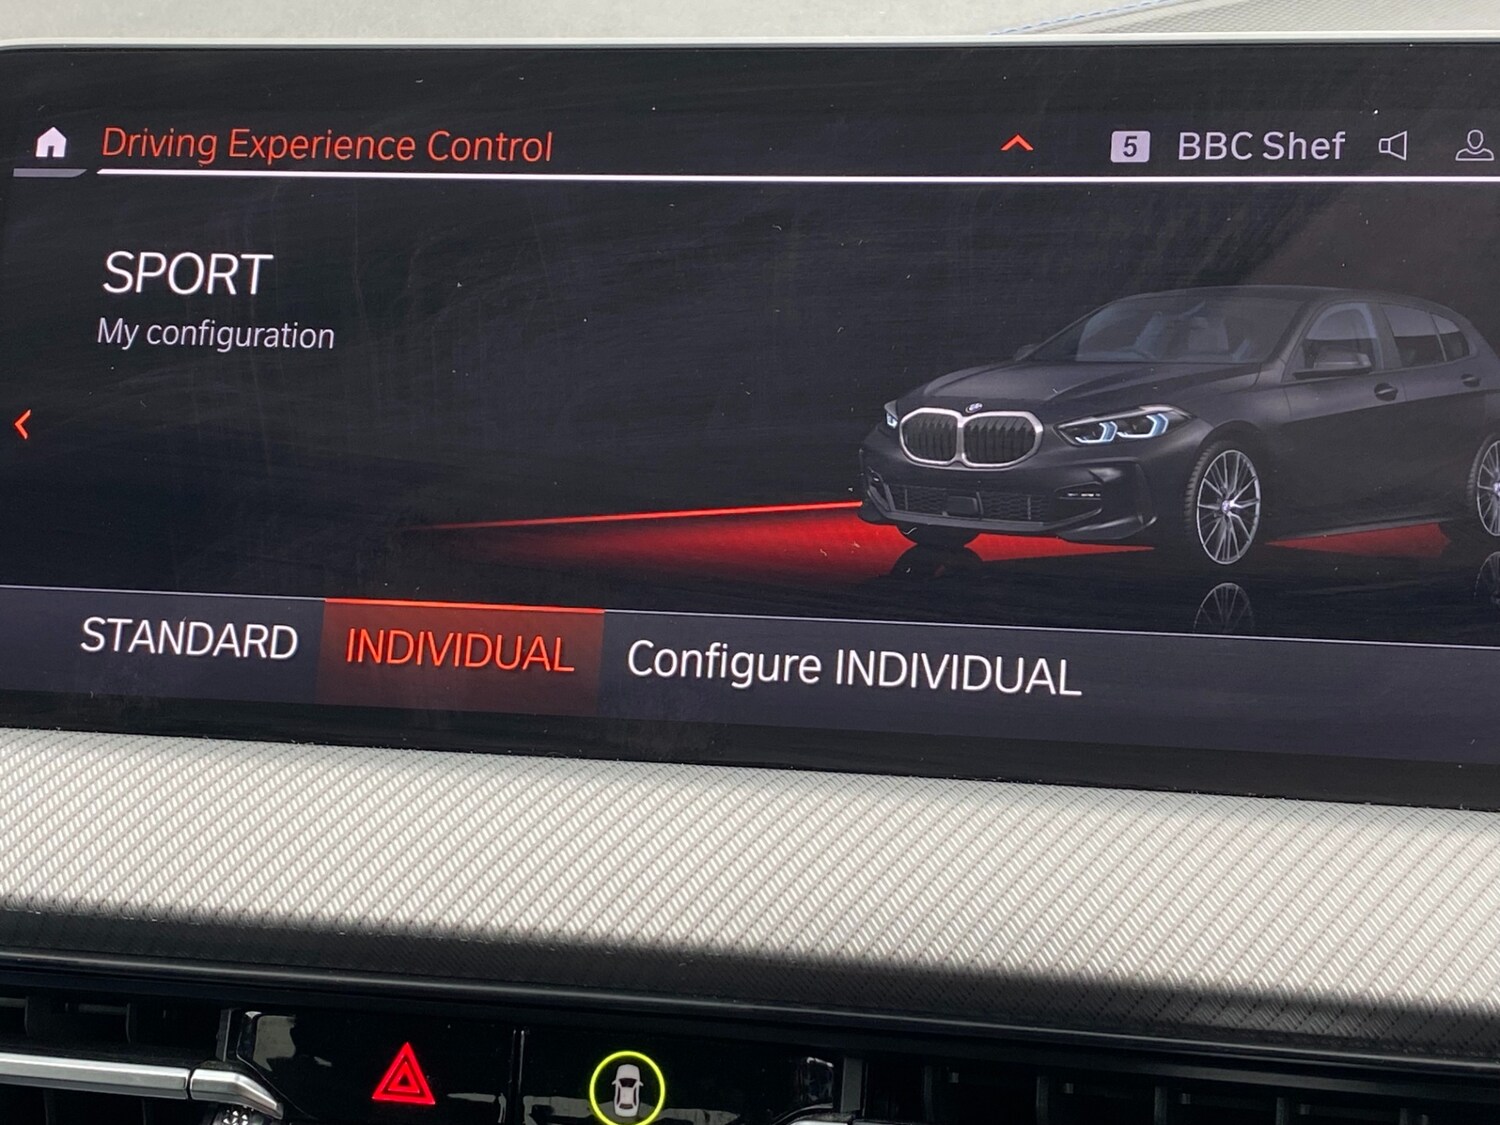 Driving Experience Control
5 BBC Shef
SPORT
My configuration
STANDARD INDIVIDUAL Configure INDIVIDUAL